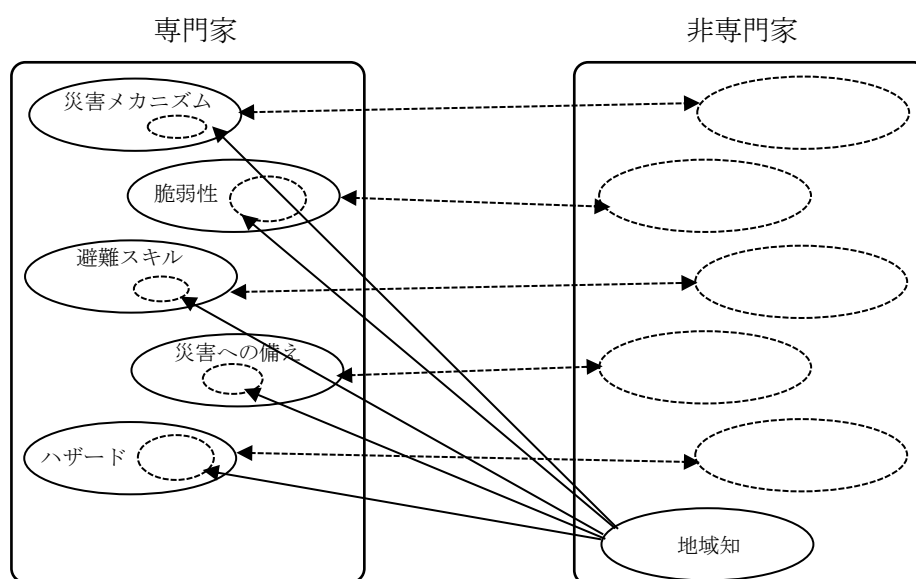 専門家
非専門家
災害メカニズム
脆弱性
避難スキル
災害への備え
ハザード
地域知